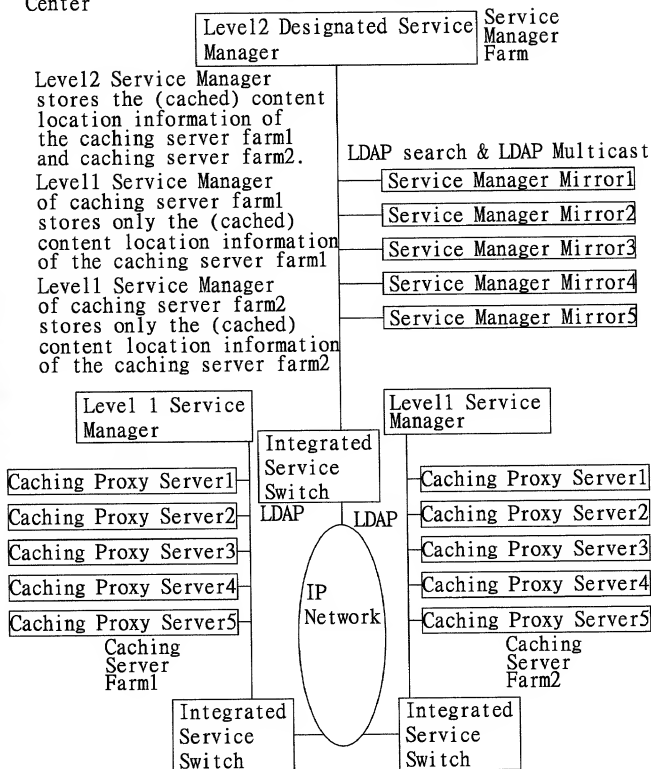 Center
Level2 Designated Service
Manager
Service
Manager
Farm
Level2 Service Manager
stores the (cached) content
location information of
the caching server farm1
and caching server farm2.
Level1 Service Manager
of caching server farm1
stores only the (cached)
content location information
of the caching server farm1
Level1 Service Manager
of caching server farm2
stores only the (cached)
content location information
of the caching server farm2
LDAP search & LDAP Multicast
Service Manager Mirror1
Service Manager Mirror2
Service Manager Mirror3
Service Manager Mirror4
Service Manager Mirror5
Level 1 Service
Manager
Level1 Service
Manager
Integrated
Service
Switch
Caching Proxy Server1
Caching Proxy Server2
Caching Proxy Server3
Caching Proxy Server4
Caching Proxy Server5
Caching
Server
Farm1
LDAP
LDAP
IP
Network
Caching Proxy Server1
Caching Proxy Server2
Caching Proxy Server3
Caching Proxy Server4
Caching Proxy Server5
Caching
Server
Farm2
Integrated
Service
Switch
Integrated
Service
Switch